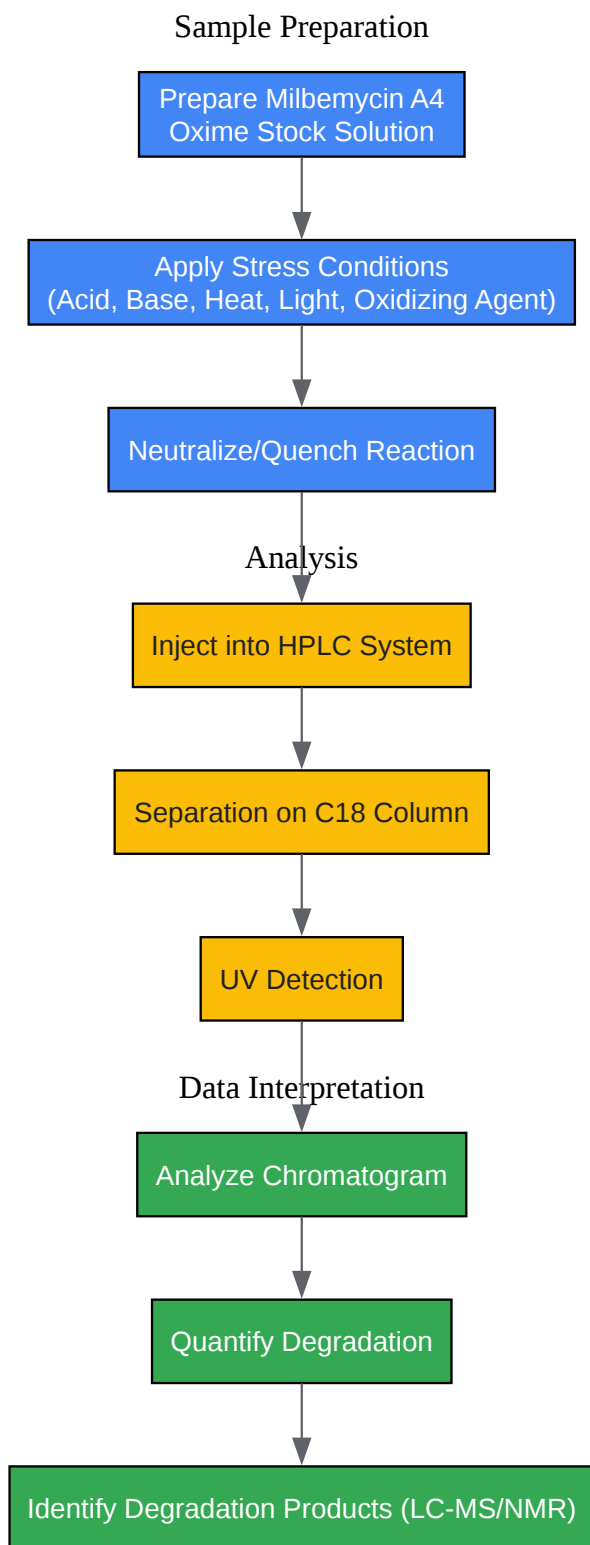 Sample Preparation
Prepare Milbemycin A4
Oxime Stock Solution
Apply Stress Conditions
(Acid, Base, Heat, Light, Oxidizing Agent)
Neutralize/Quench Reaction
Analysis
Inject into HPLC System
Separation on C18 Column
UV Detection
Data Interpretation
Analyze Chromatogram
Quantify Degradation
Identify Degradation Products (LC-MS/NMR)